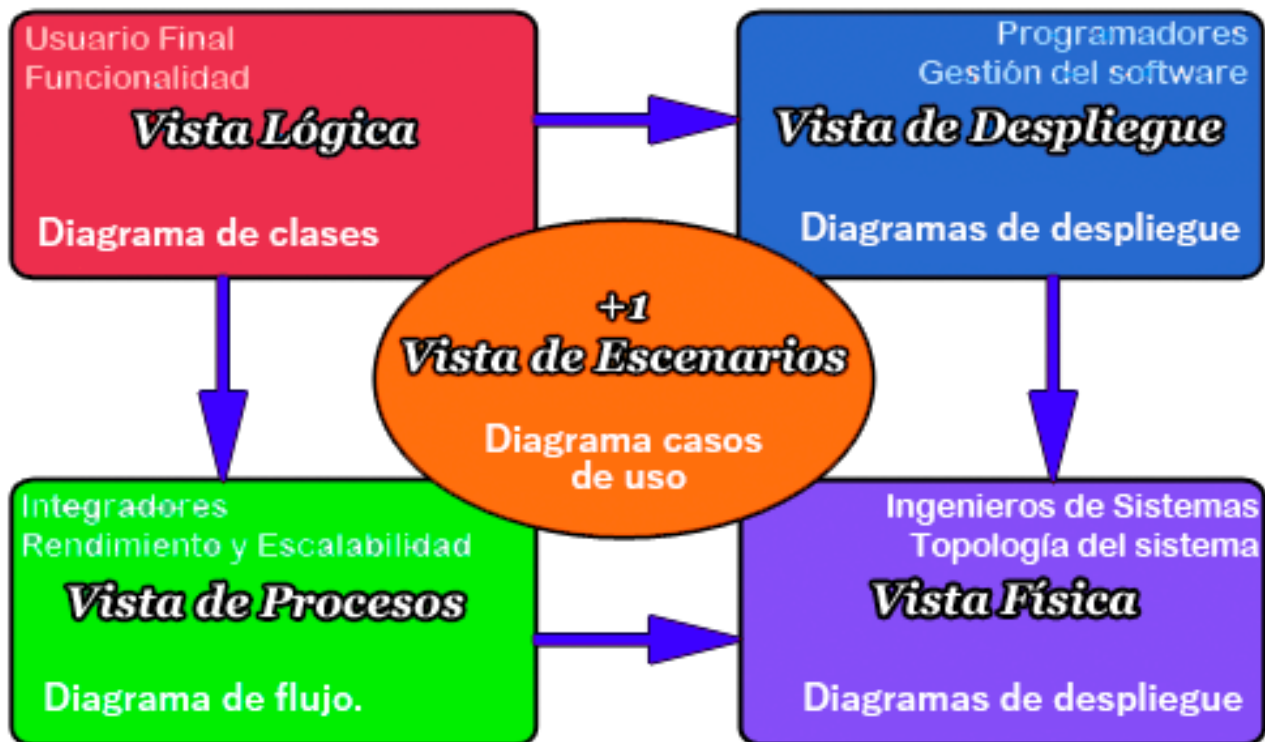 Usuario Final
Funcionalidad
Vista Lógica
Diagrama de clases
Programadores
Gestión del software
Vista de Despliegue
Diagramas de despliegue
+1
Vista de Escenarios
Diagrama casos
de uso
Integradores
Rendimiento y Escalabilidad
Vista de Procesos
Diagrama de flujo.
Ingenieros de Sistemas
Topología del sistema
Vista Física
Diagramas de despliegue